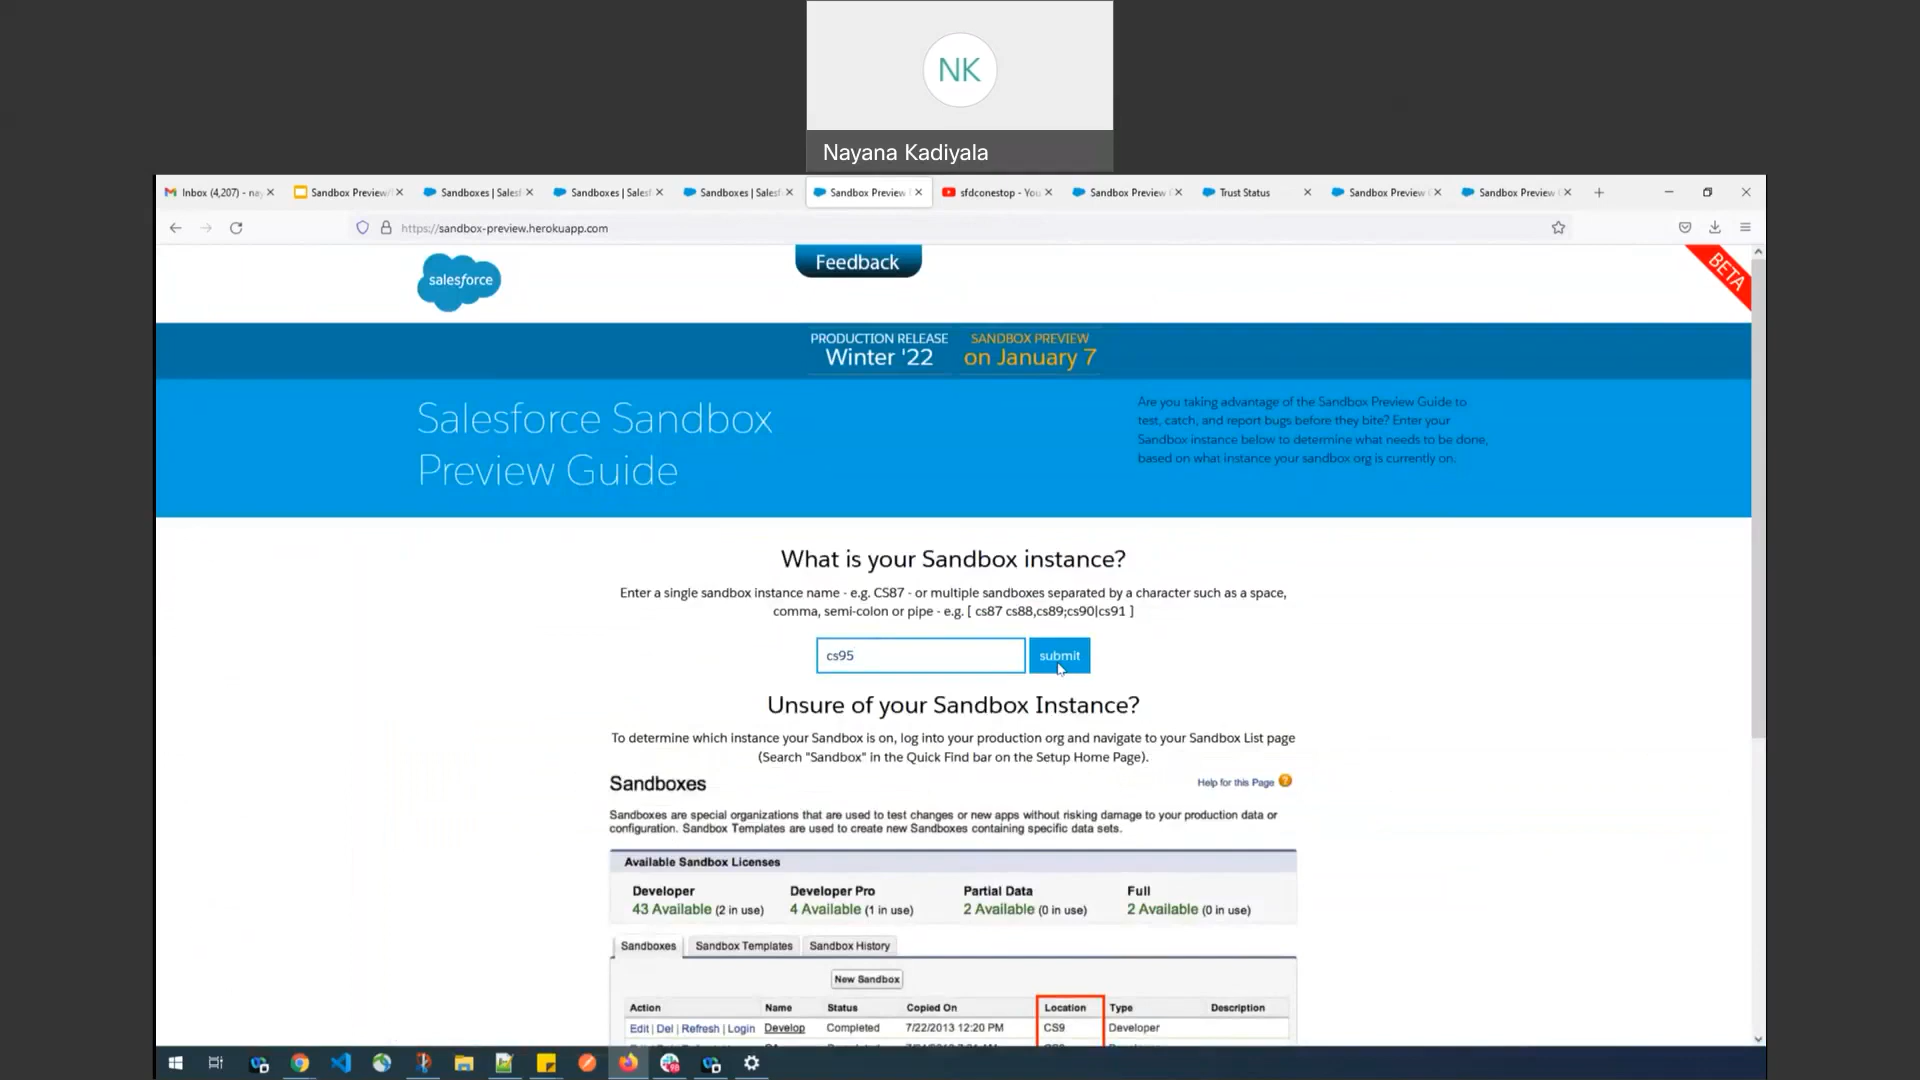 NK
Nayana Kadiyala
Inbox (4,207) - na
Sandbox Preview/
Sandboxes | Sales
Sandboxes | Sales
Sandboxes | Sales
Sandbox Preview
sfdconestop - You
Sandbox Preview
Trust Status
Sandbox Preview
Sandbox Preview
https://sandbox-preview.herokuapp.com
salesforce
Feedback
BETA
PRODUCTION RELEASE
Winter '22
SANDBOX PREVIEW
on January 7
Salesforce Sandbox
Preview Guide
Are you taking advantage of the Sandbox Preview Guide to
test, catch, and report bugs before they bite? Enter your
Sandbox instance below to determine what needs to be done,
based on what instance your sandbox org is currently on.
What is your Sandbox instance?
Enter a single sandbox instance name - e.g. CS87 - or multiple sandboxes separated by a character such as a space,
comma, semi-colon or pipe - e.g. [ cs87 cs88,cs89;cs90|cs91 ]
cs95
submit
Unsure of your Sandbox Instance?
To determine which instance your Sandbox is on, log into your production org and navigate to your Sandbox List page
(Search "Sandbox" in the Quick Find bar on the Setup Home Page).
Sandboxes
Help for this Page
Sandboxes are special organizations that are used to test changes or new apps without risking damage to your production data or
configuration. Sandbox Templates are used to create new Sandboxes containing specific data sets.
Available Sandbox Licenses
Developer Developer Pro Partial Data Full
43 Available (2 in use) 4 Available (1 in use) 2 Available (0 in use) 2 Available (0 in use)
Sandboxes Sandbox Templates Sandbox History
New Sandbox
Action Name Status Copied On Location Type Description
Edit | Del | Refresh | Login Develop Completed 7/22/2013 12:20 PM CS9 Developer